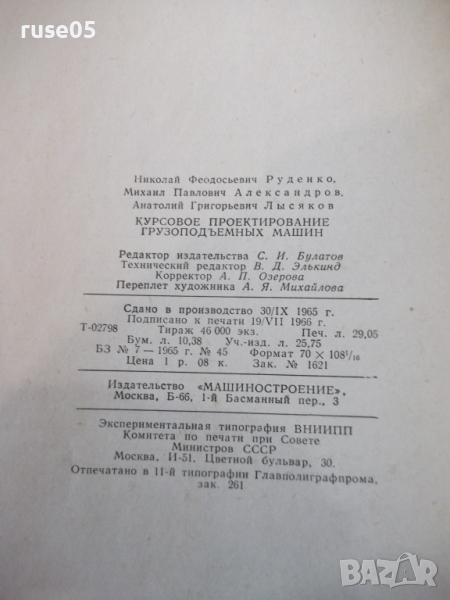 ruse05
Николай Феодосьевич Руденко,
Михаил Павлович Александров,
Анатолий Григорьевич Лысяков
КУРСОВОЕ ПРОЕКТИРОВАНИЕ
ГРУЗОПОДЪЕМНЫХ МАШИН
Редактор издательства С. И. Булатов
Технический редактор В. Д. Элькинд
Корректор А. П. Озерова
Переплет художника А. Я. Михайлова
Сдано в производство 30/IX 1965 г.
Подписано к печати 19/VII 1966 г.
Т-02798 Тираж 46 000 экз. Печ. л. 29,05
Бум. л. 10,38 Уч.-изд. л. 25,75
БЗ № 7—1965 г. № 45 Формат 70 × 108 1/16
Цена 1 р. 08 к. Зак. № 1621
Издательство «МАШИНОСТРОЕНИЕ»,
Москва, Б-66, 1-й Басманный пер., 3
Экспериментальная типография ВНИИПП
Комитета по печати при Совете
Министров СССР
Москва, И-51, Цветной бульвар, 30.
Отпечатано в 11-й типографии Главполиграфпрома,
зак. 261
BAZAR